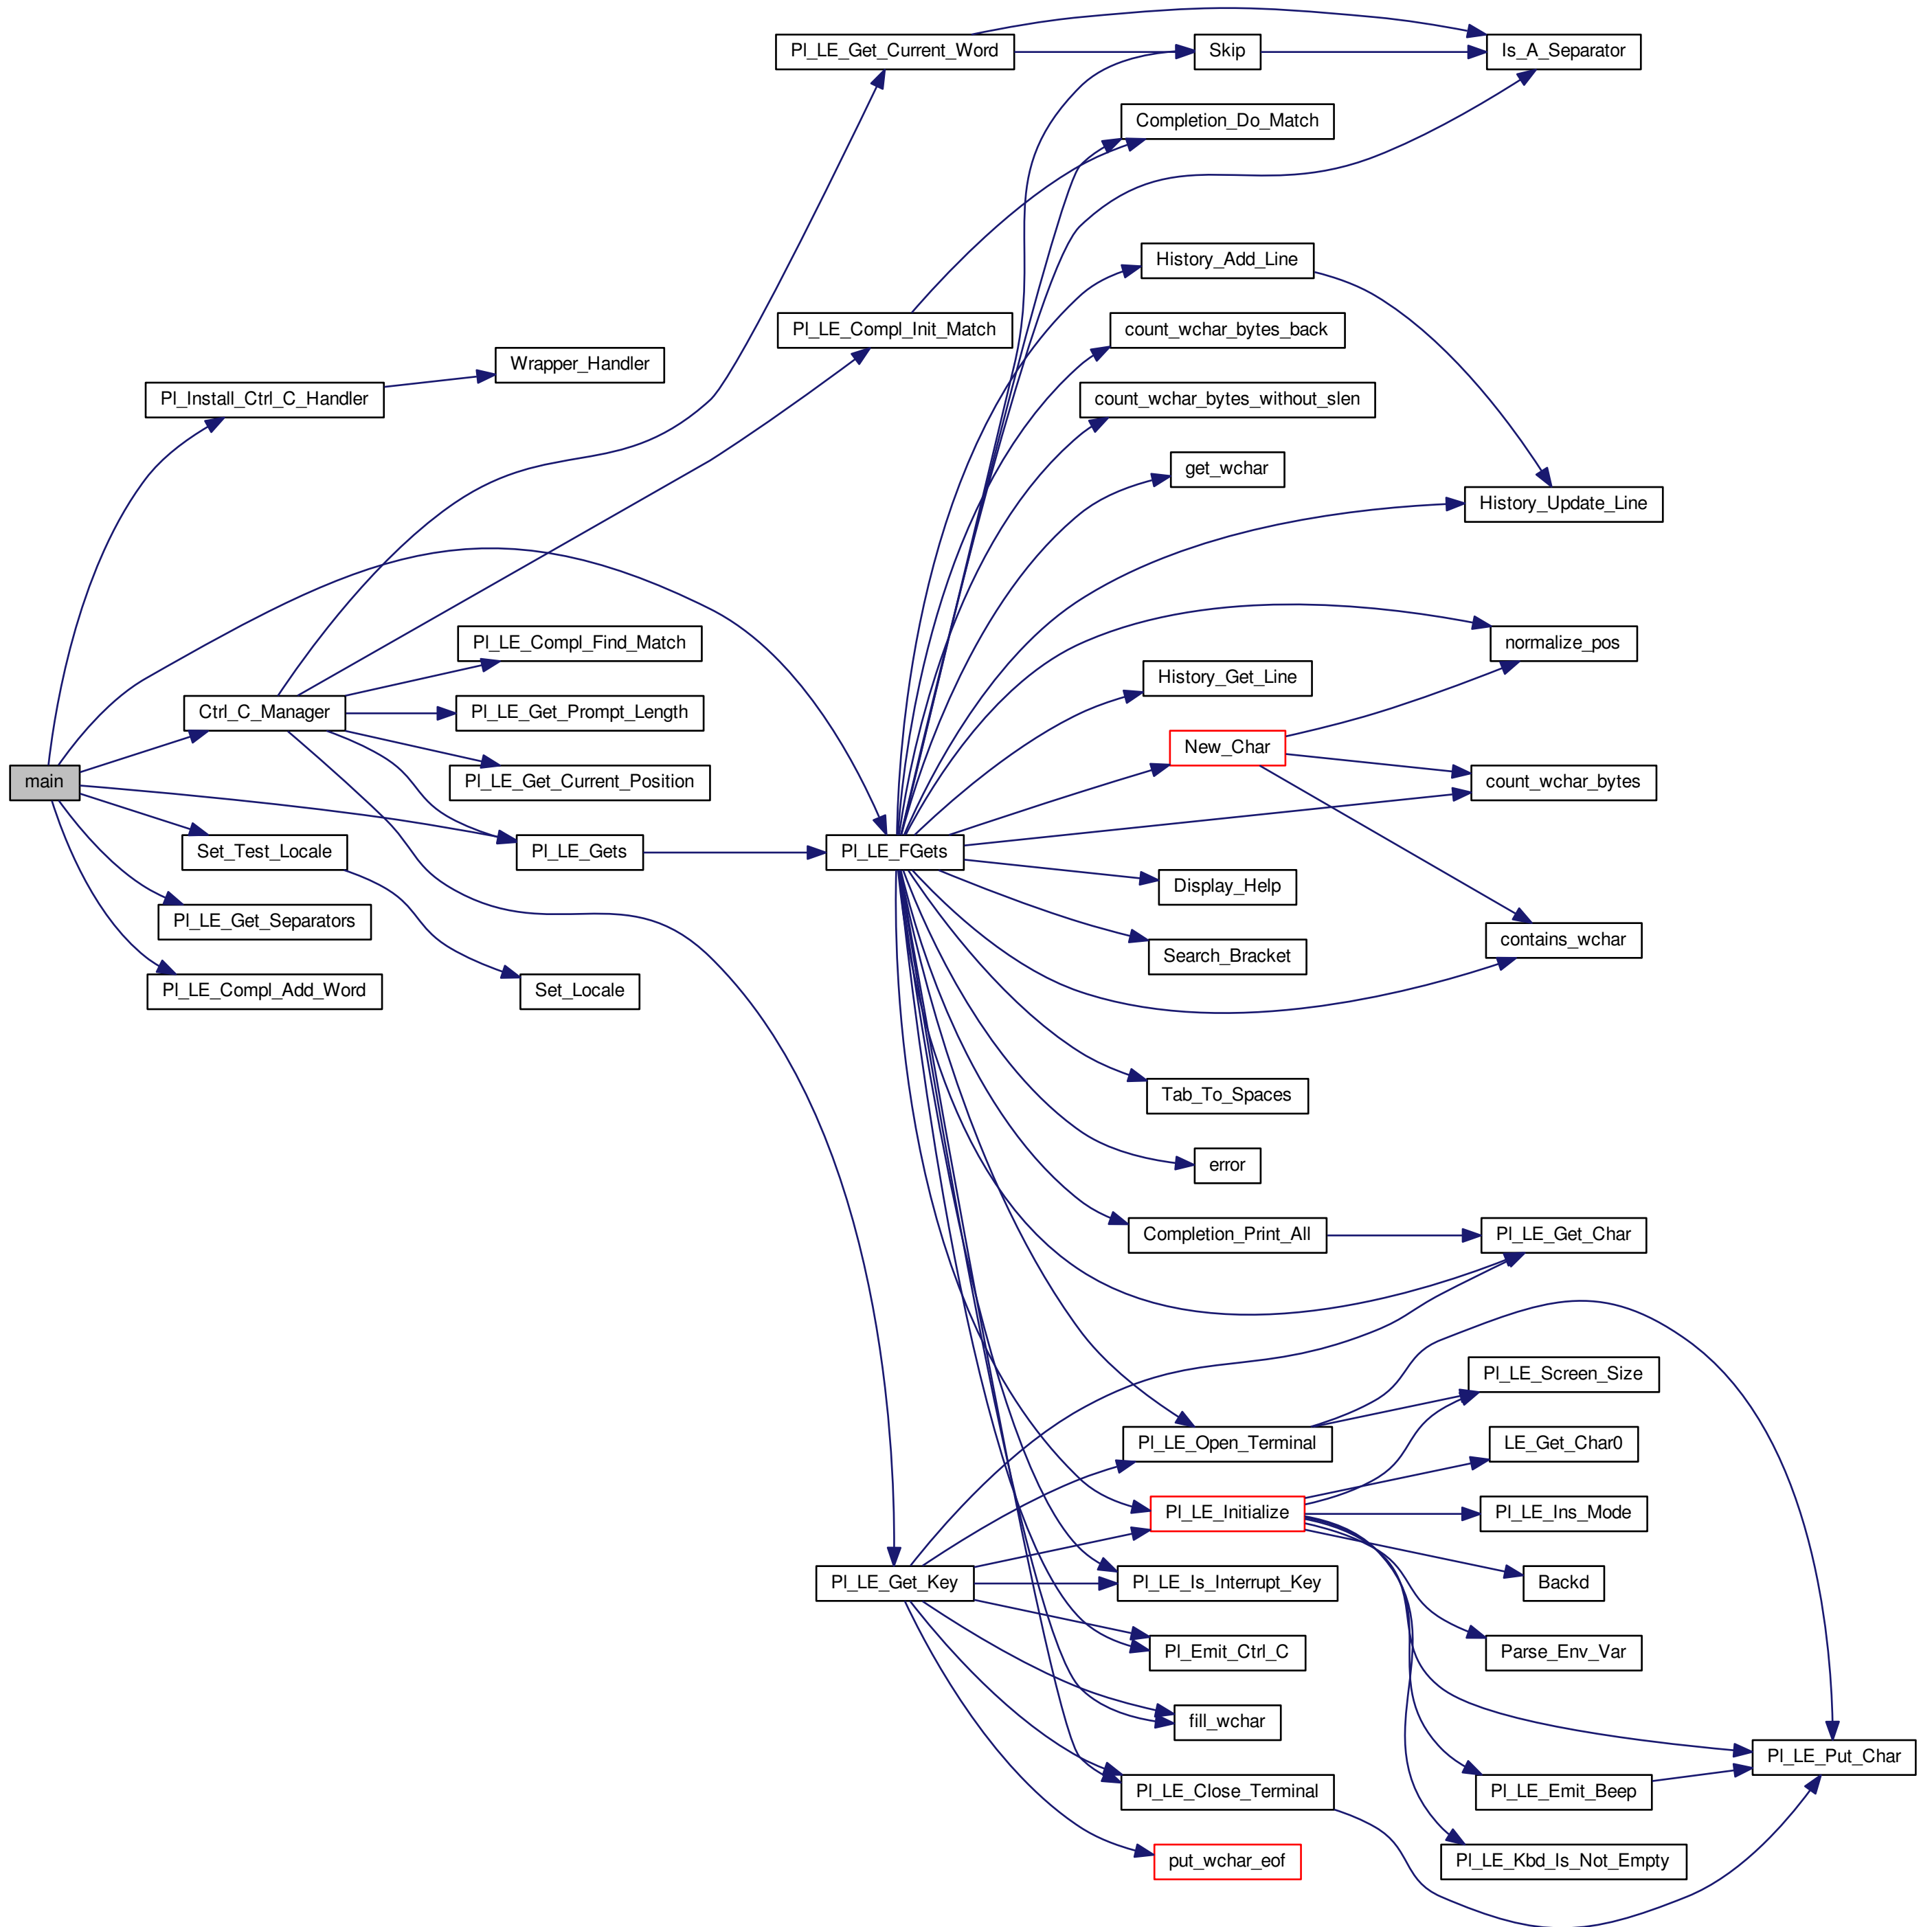 Pl_LE_Get_Current_Word
Skip
Is_A_Separator
Completion_Do_Match
History_Add_Line
Pl_LE_Compl_Init_Match
count_wchar_bytes_back
Wrapper_Handler
Pl_Install_Ctrl_C_Handler
count_wchar_bytes_without_slen
get_wchar
History_Update_Line
Pl_LE_Compl_Find_Match
normalize_pos
History_Get_Line
Ctrl_C_Manager
Pl_LE_Get_Prompt_Length
New_Char
main
Pl_LE_Get_Current_Position
count_wchar_bytes
Set_Test_Locale
Pl_LE_Gets
Pl_LE_FGets
Display_Help
Pl_LE_Get_Separators
contains_wchar
Search_Bracket
Pl_LE_Compl_Add_Word
Set_Locale
Tab_To_Spaces
error
Completion_Print_All
Pl_LE_Get_Char
Pl_LE_Screen_Size
Pl_LE_Open_Terminal
LE_Get_Char0
Pl_LE_Initialize
Pl_LE_Ins_Mode
Pl_LE_Get_Key
Pl_LE_Is_Interrupt_Key
Backd
Pl_Emit_Ctrl_C
Parse_Env_Var
fill_wchar
Pl_LE_Put_Char
Pl_LE_Close_Terminal
Pl_LE_Emit_Beep
put_wchar_eof
Pl_LE_Kbd_Is_Not_Empty